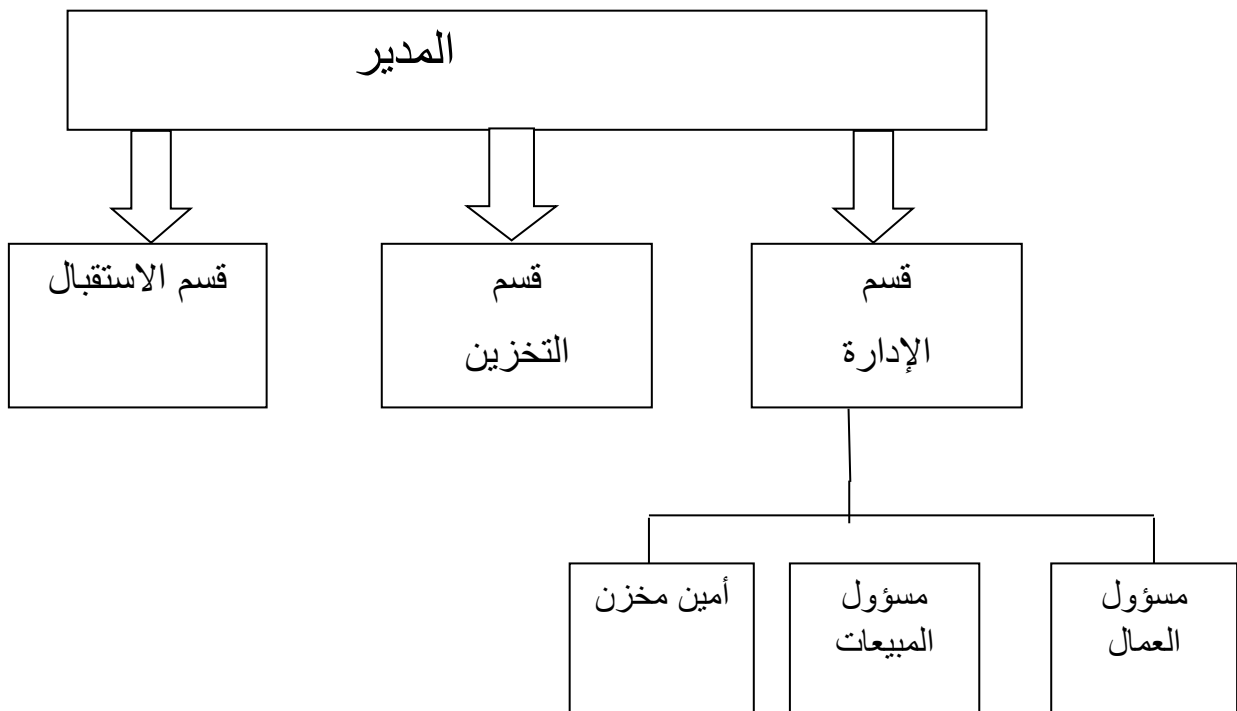 المدير
قسم
الإدارة
قسم
التخزين
قسم الاستقبال
مسؤول
العمال
مسؤول
المبيعات
أمين مخزن